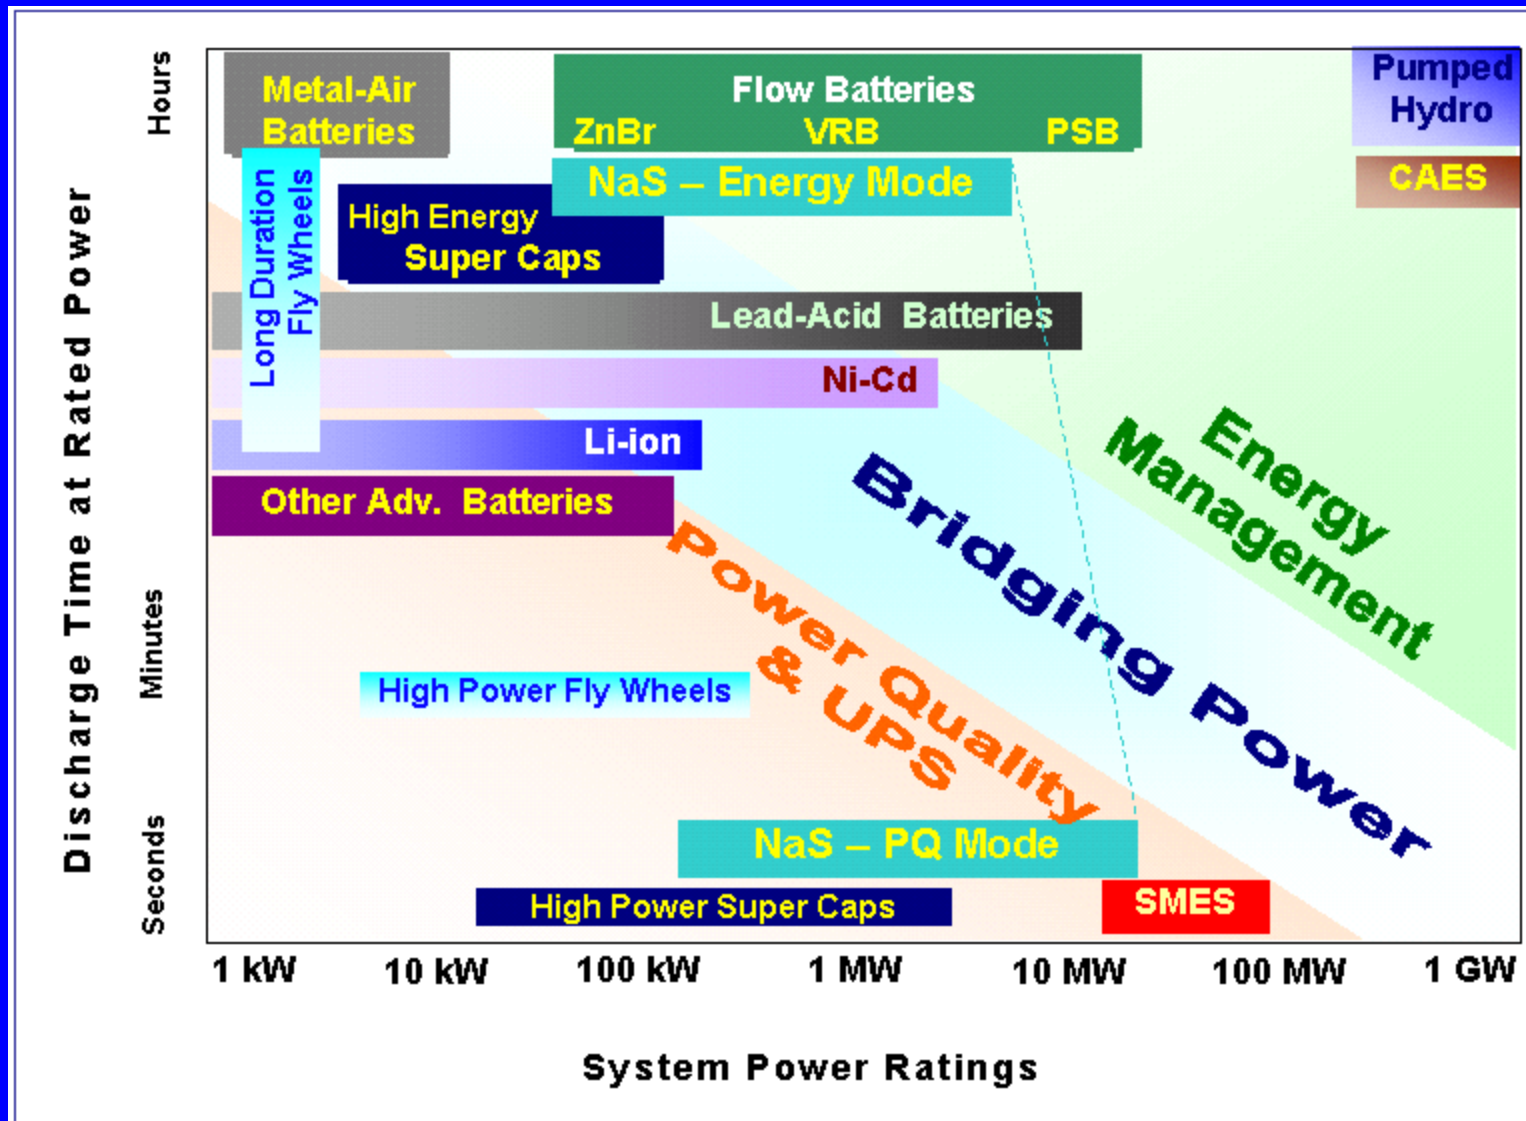 Hours
Minutes
Seconds
Discharge Time at Rated Power
Metal-Air
Batteries
Flow Batteries
ZnBr VRB PSB
Pumped
Hydro
NaS – Energy Mode
CAES
Long Duration
Fly Wheels
High Energy
Super Caps
Lead-Acid Batteries
Ni-Cd
Li-ion
Other Adv. Batteries
Energy
Management
Bridging Power
Power Quality
& UPS
High Power Fly Wheels
NaS – PQ Mode
High Power Super Caps
SMES
1 kW 10 kW 100 kW 1 MW 10 MW 100 MW 1 GW
System Power Ratings